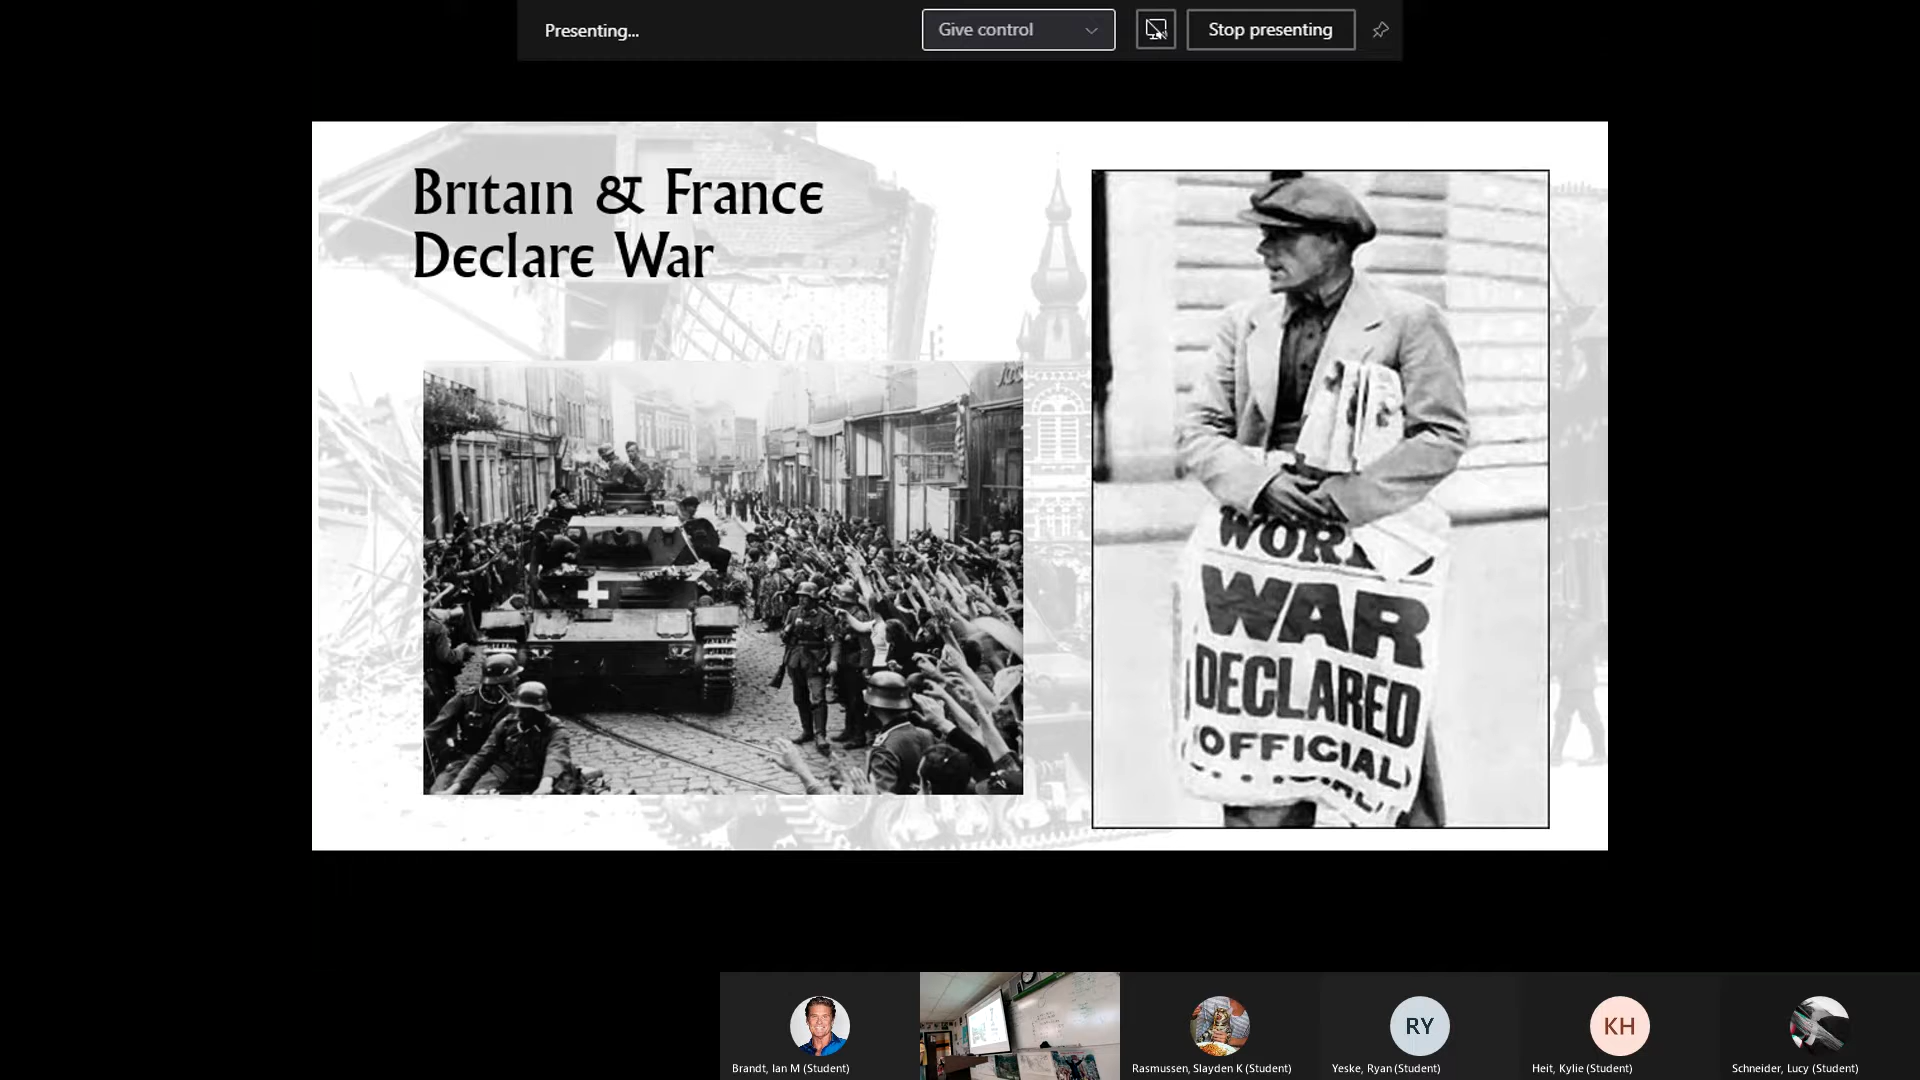 Presenting...
Give control
Stop presenting
Britain & France
Declare War
WAR
DECLARED
OFFICIAL
RY
KH
Brandt, Ian M (Student)
Rasmussen, Slayden K (Student)
Yeske, Ryan (Student)
Heit, Kylie (Student)
Schneider, Lucy (Student)